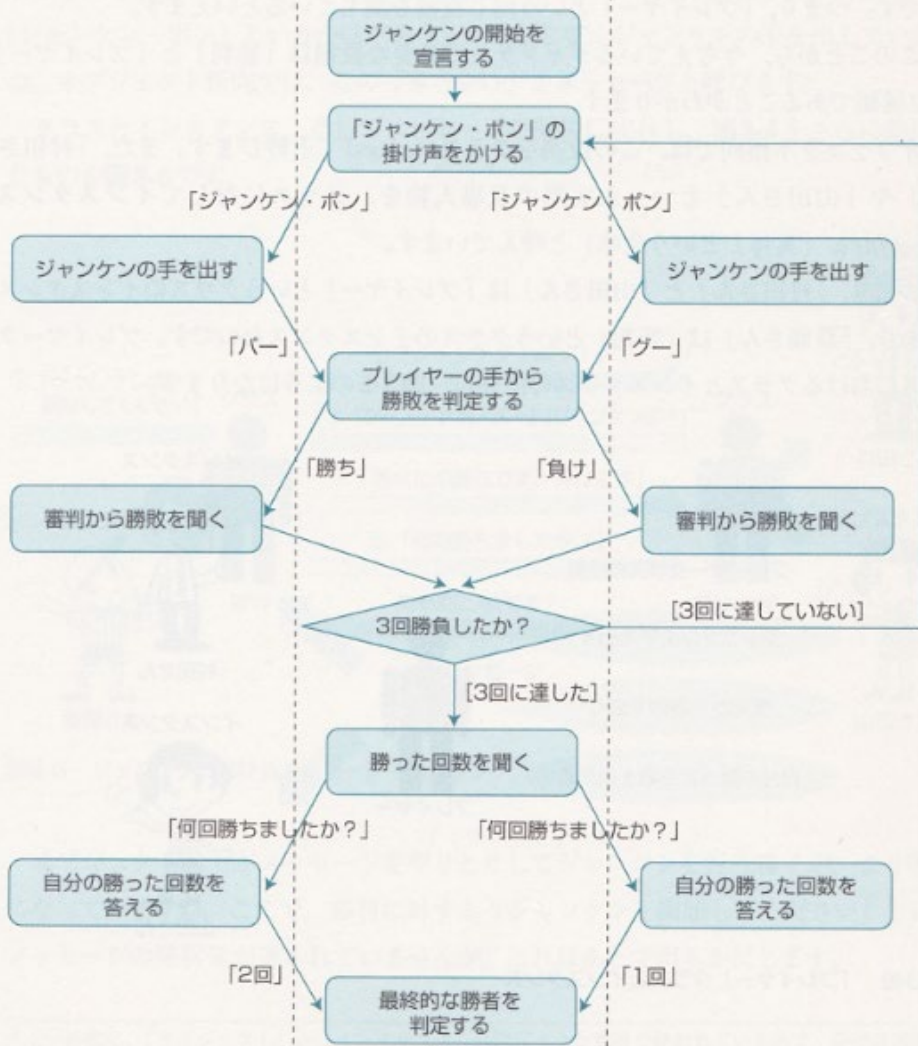 ジャンケンの開始を
宣言する
「ジャンケン・ポン」の
掛け声をかける
「ジャンケン・ポン」
「ジャンケン・ポン」
ジャンケンの手を出す
ジャンケンの手を出す
「パー」
「グー」
プレイヤーの手から
勝敗を判定する
「勝ち」
「負け」
審判から勝敗を聞く
審判から勝敗を聞く
3回勝負したか？
[3回に達していない]
[3回に達した]
勝った回数を聞く
「何回勝ちましたか？」
「何回勝ちましたか？」
自分の勝った回数を
答える
自分の勝った回数を
答える
「2回」
「1回」
最終的な勝者を
判定する